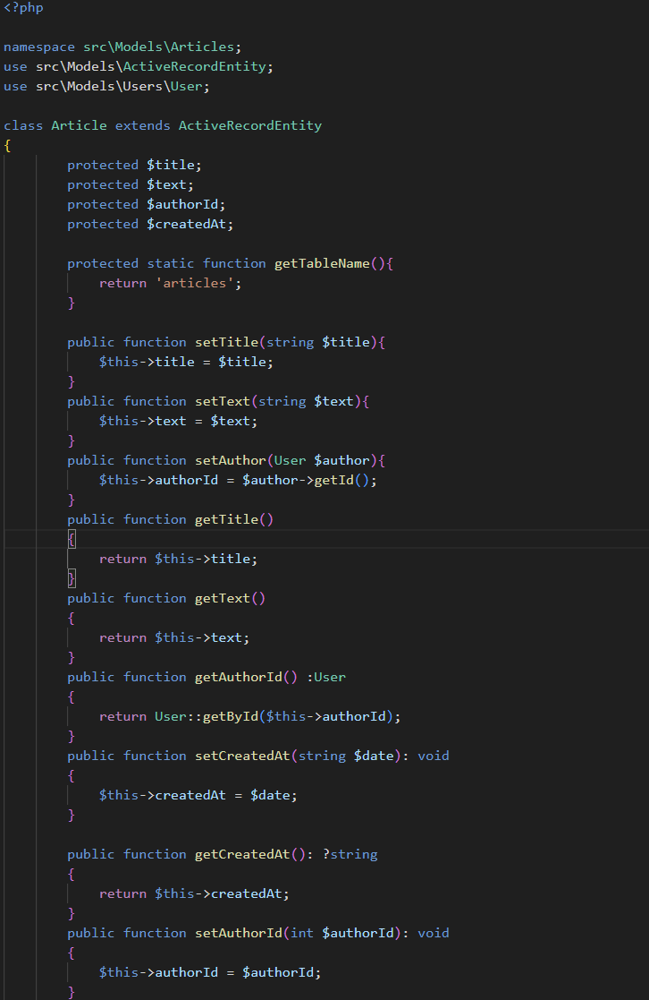 <?php
namespace src\Models\Articles;
use src\Models\ActiveRecordEntity;
use src\Models\Users\User;
class Article extends ActiveRecordEntity
{
protected $title;
protected $text;
protected $authorId;
protected $createdAt;
protected static function getTableName(){
return 'articles';
}
public function setTitle(string $title){
$this->title = $title;
}
public function setText(string $text){
$this->text = $text;
}
public function setAuthor(User $author){
$this->authorId = $author->getId();
}
public function getTitle()
{
return $this->title;
}
public function getText()
{
return $this->text;
}
public function getAuthorId() :User
{
return User::getById($this->authorId);
}
public function setCreatedAt(string $date): void
{
$this->createdAt = $date;
}
public function getCreatedAt(): ?string
{
return $this->createdAt;
}
public function setAuthorId(int $authorId): void
{
$this->authorId = $authorId;
}